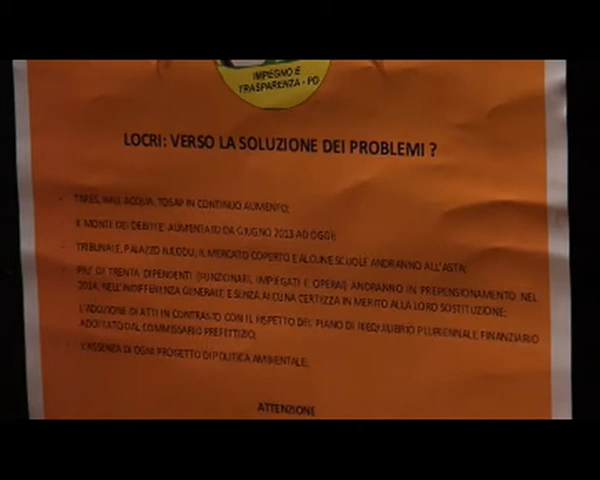 IMPEGNO E
TRASPARENZA - PD
LOCRI: VERSO LA SOLUZIONE DEI PROBLEMI ?
- TARES, IMU, ACQUA, TOSAP IN CONTINUO AUMENTO;
IL MONTE DEI DEBITI E' AUMENTATO DA GIUGNO 2013 AD OGGI;
- TRIBUNALE, PALAZZO NIEDDU, IL MERCATO COPERTO E ALCUNE SCUOLE ANDRANNO ALL'ASTA;
- PIU' DI TRENTA DIPENDENTI (FUNZIONARI, IMPIEGATI E OPERAI) ANDRANNO IN PREPENSIONAMENTO NEL
2014, NELL'INDIFFERENZA GENERALE E SENZA ALCUNA CERTEZZA IN MERITO ALLA LORO SOSTITUZIONE;
L'ADOZIONE DI ATTI IN CONTRASTO CON IL RISPETTO DEL PIANO DI RIEQUILIBRIO PLURIENNALE FINANZIARIO
ADOTTATO DAL COMMISSARIO PREFETTIZIO;
- L'ASSENZA DI OGNI PROGETTO DI POLITICA AMBIENTALE;
ATTENZIONE